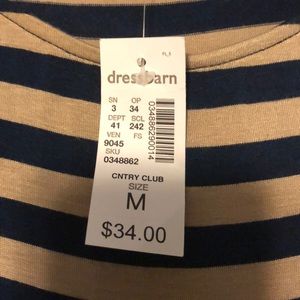 dressbarn
SN OP
3 34
DEPT SCL
41 242
VEN FS
9045
SKU
0348862
0348862900014
CNTRY CLUB
SIZE
M
$34.00